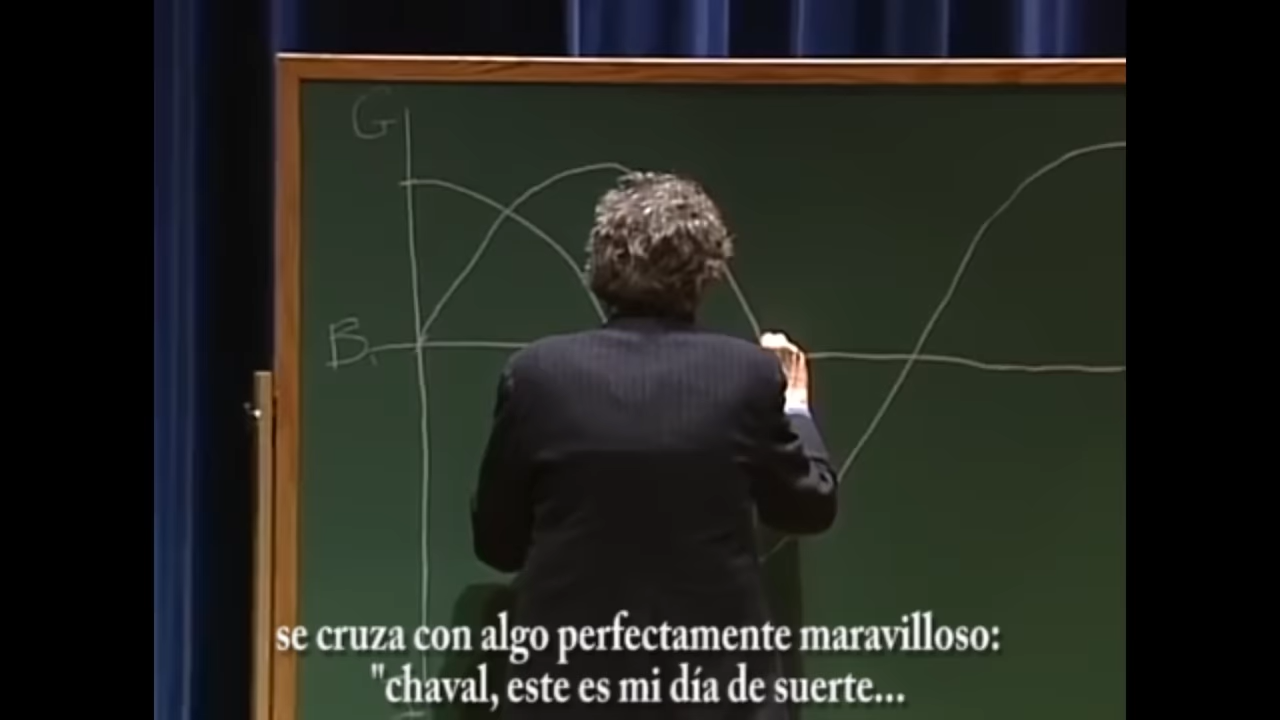 G
B
se cruza con algo perfectamente maravilloso:
"chaval, este es mi día de suerte...